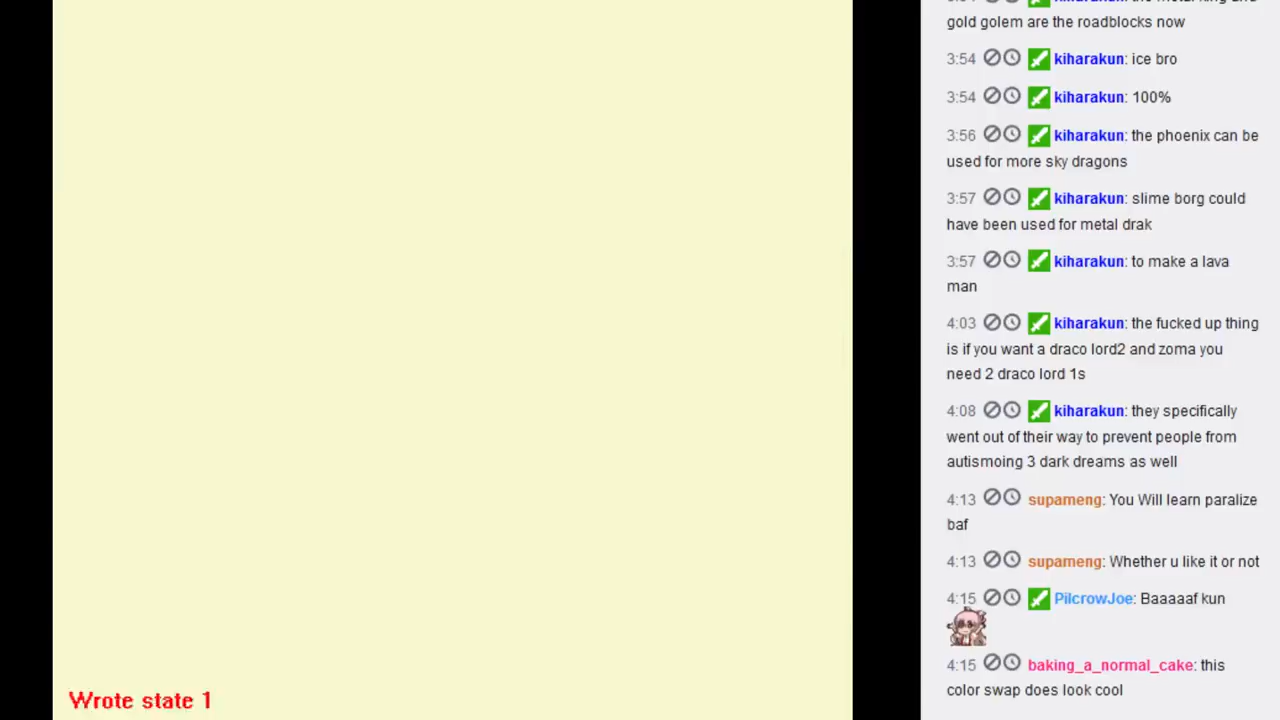 gold golem are the roadblocks now
3:54 kiharakun: ice bro
3:54 kiharakun: 100%
3:56 kiharakun: the phoenix can be
used for more sky dragons
3:57 kiharakun: slime borg could
have been used for metal drak
3:57 kiharakun: to make a lava
man
4:03 kiharakun: the fucked up thing
is if you want a draco lord2 and zoma you
need 2 draco lord 1s
4:08 kiharakun: they specifically
went out of their way to prevent people from
autismoing 3 dark dreams as well
4:13 supameng: You Will learn paralize
baf
4:13 supameng: Whether u like it or not
4:15 PilcrowJoe: Baaaaaf kun
4:15 baking_a_normal_cake: this
color swap does look cool
Wrote state 1